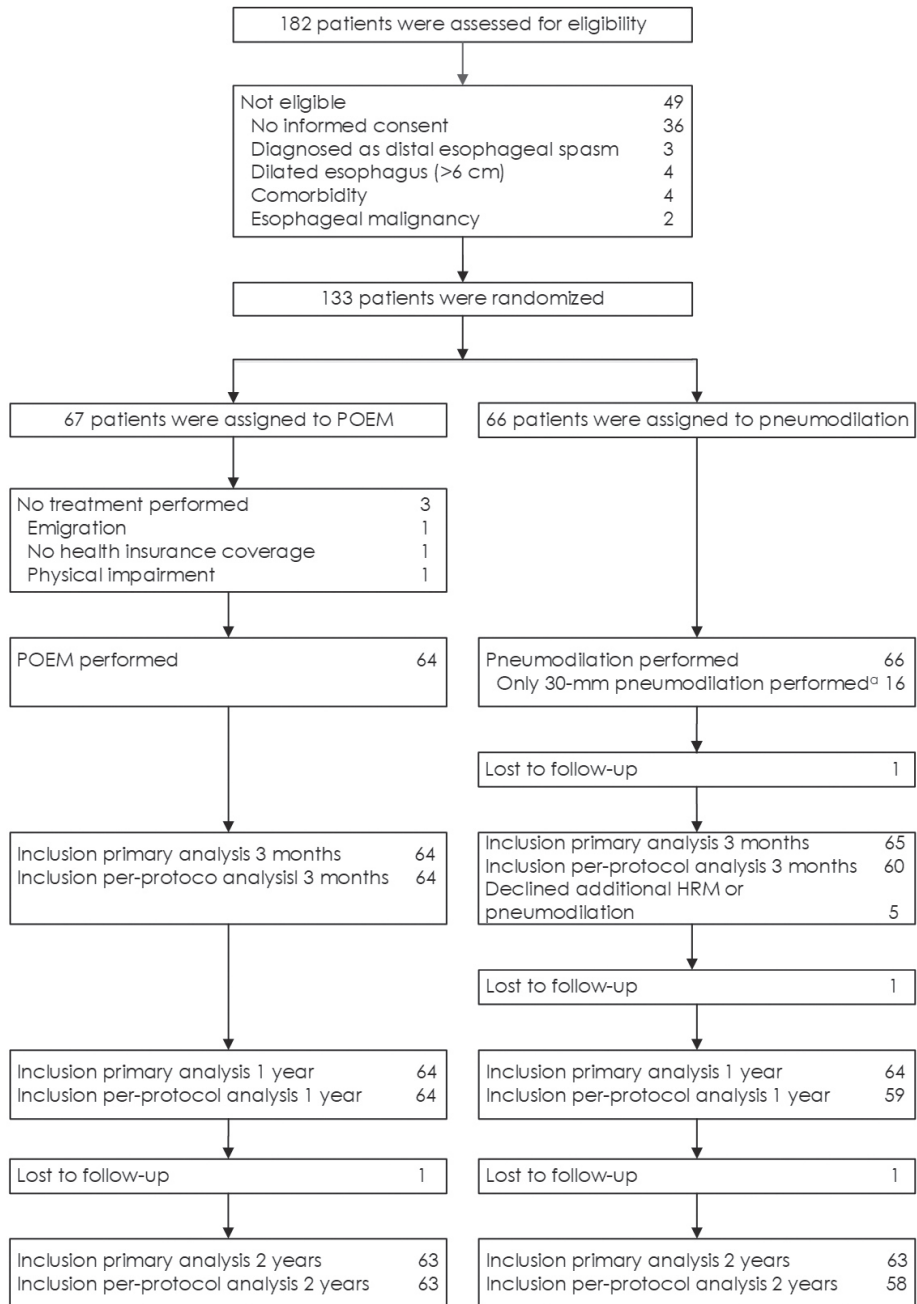 182 patients were assessed for eligibility
Not eligible 49
No informed consent 36
Diagnosed as distal esophageal spasm 3
Dilated esophagus (>6 cm) 4
Comorbidity 4
Esophageal malignancy 2
133 patients were randomized
67 patients were assigned to POEM
66 patients were assigned to pneumodilation
No treatment performed 3
Emigration 1
No health insurance coverage 1
Physical impairment 1
POEM performed 64
Pneumodilation performed 66
Only 30-mm pneumodilation performedᵃ 16
Lost to follow-up 1
Inclusion primary analysis 3 months 64
Inclusion per-protoco analysisl 3 months 64
Inclusion primary analysis 3 months 65
Inclusion per-protocol analysis 3 months 60
Declined additional HRM or
pneumodilation 5
Lost to follow-up 1
Inclusion primary analysis 1 year 64
Inclusion per-protocol analysis 1 year 64
Inclusion primary analysis 1 year 64
Inclusion per-protocol analysis 1 year 59
Lost to follow-up 1
Lost to follow-up 1
Inclusion primary analysis 2 years 63
Inclusion per-protocol analysis 2 years 63
Inclusion primary analysis 2 years 63
Inclusion per-protocol analysis 2 years 58